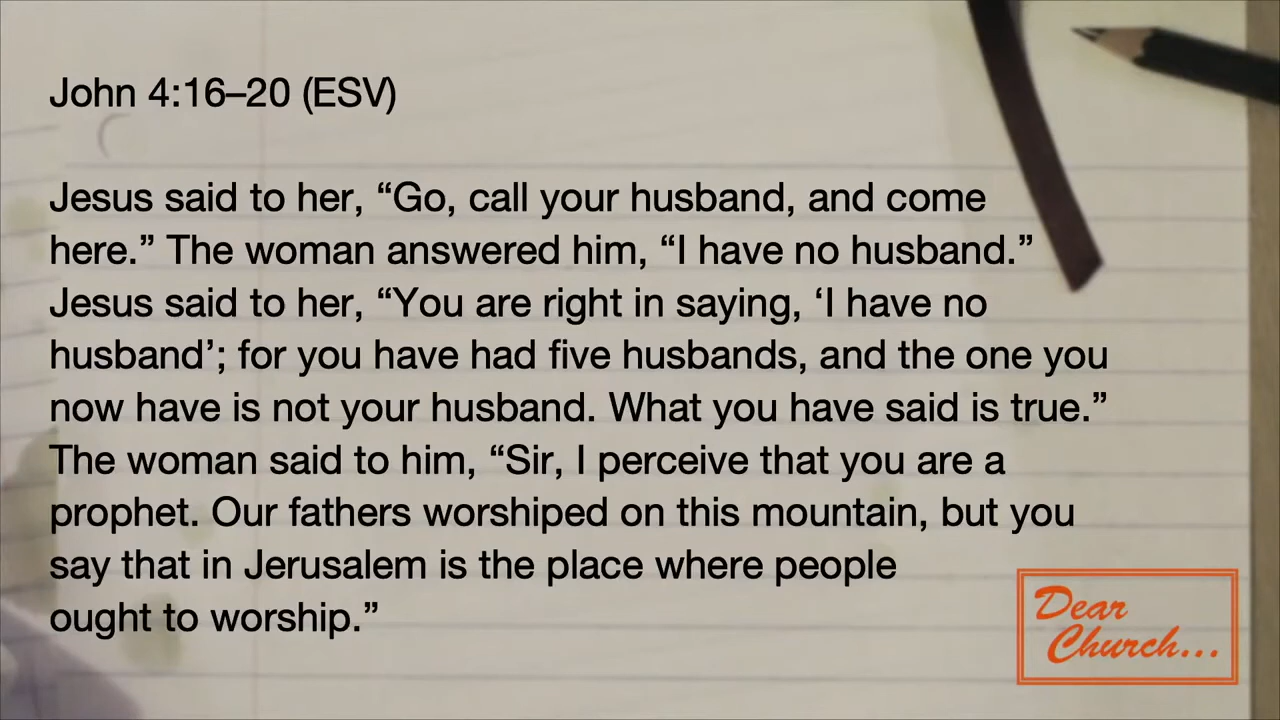 John 4:16–20 (ESV)
Jesus said to her, “Go, call your husband, and come
here.” The woman answered him, “I have no husband.”
Jesus said to her, “You are right in saying, ‘I have no
husband’; for you have had five husbands, and the one you
now have is not your husband. What you have said is true.”
The woman said to him, “Sir, I perceive that you are a
prophet. Our fathers worshiped on this mountain, but you
say that in Jerusalem is the place where people
ought to worship.”
Dear
Church...